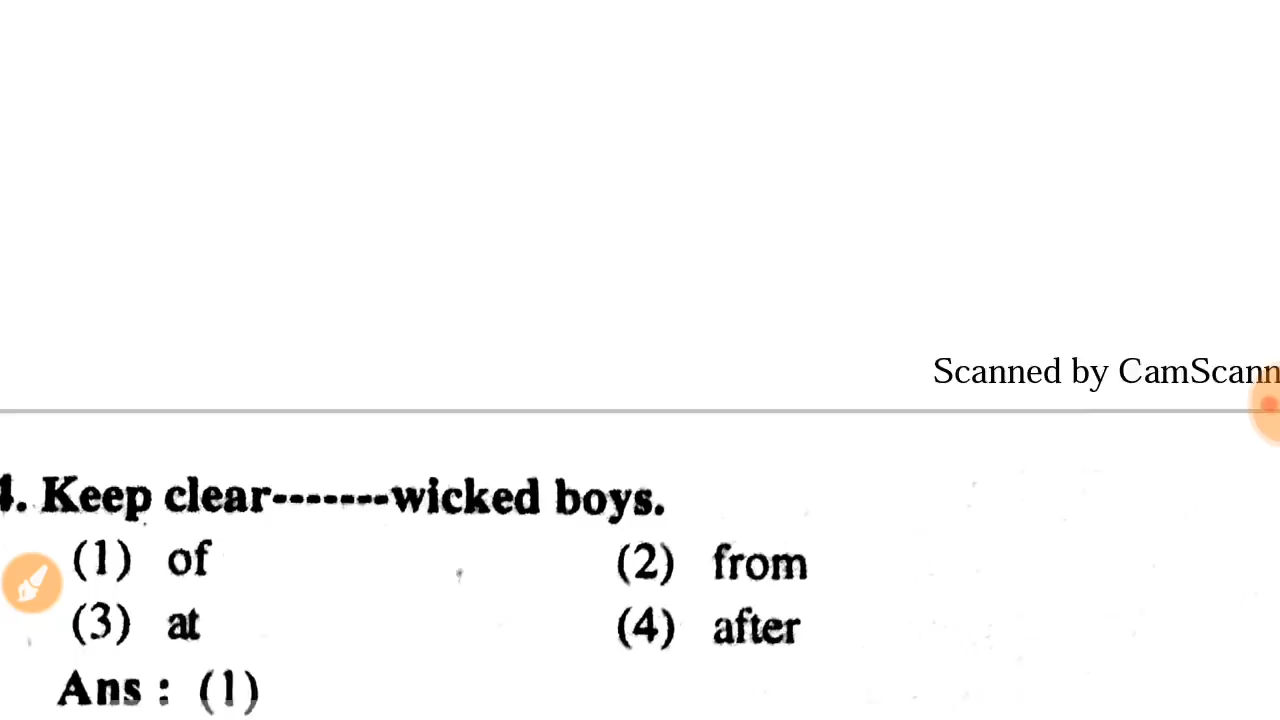 Scanned by CamScann
4. Keep clear-------wicked boys.
(1) of (2) from
(3) at (4) after
Ans : (1)